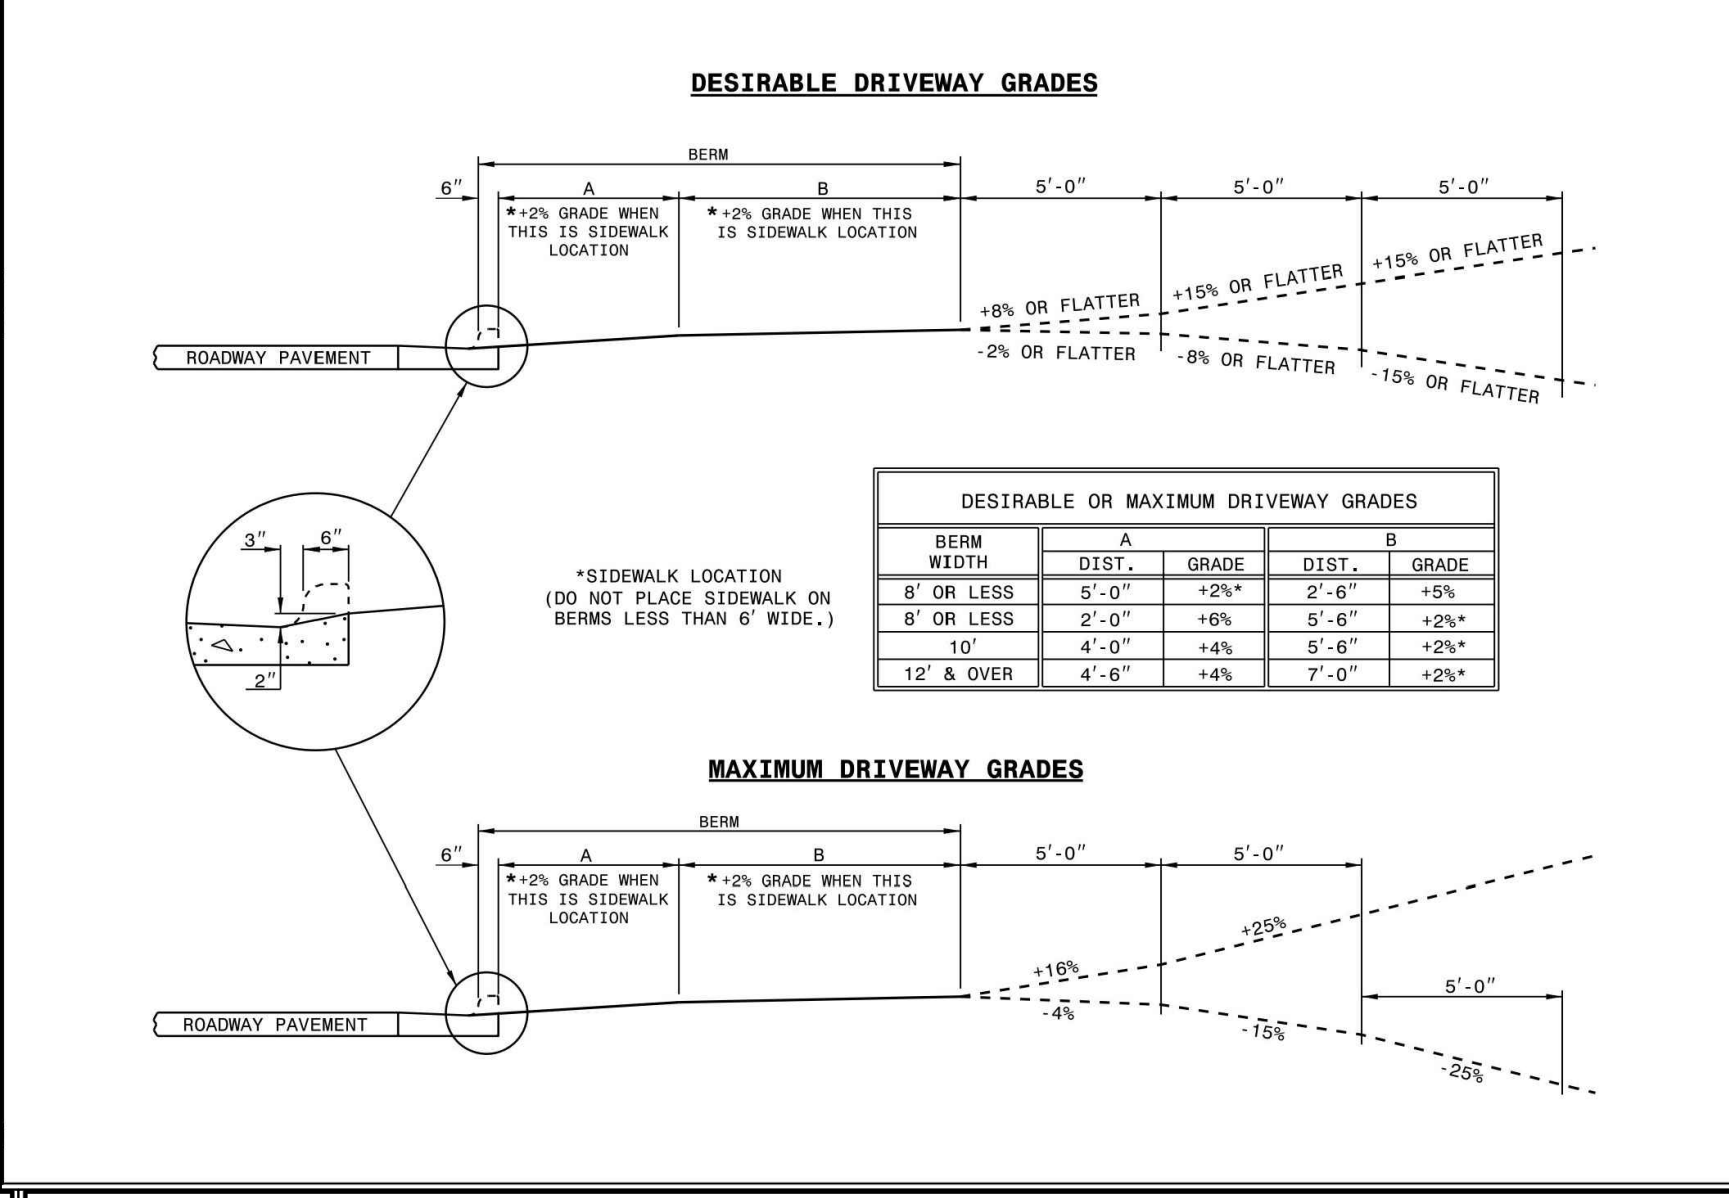 DESIRABLE DRIVEWAY GRADES
BERM
6" A B 5'-0" 5'-0" 5'-0"
*+2% GRADE WHEN
THIS IS SIDEWALK
LOCATION
*+2% GRADE WHEN THIS
IS SIDEWALK LOCATION
+8% OR FLATTER
+15% OR FLATTER
+15% OR FLATTER
-2% OR FLATTER
-8% OR FLATTER
-15% OR FLATTER
ROADWAY PAVEMENT
3" 6"
2"
*SIDEWALK LOCATION
(DO NOT PLACE SIDEWALK ON
BERMS LESS THAN 6' WIDE.)
DESIRABLE OR MAXIMUM DRIVEWAY GRADES
BERM
WIDTH
A B
DIST. GRADE DIST. GRADE
8' OR LESS 5'-0" +2%* 2'-6" +5%
8' OR LESS 2'-0" +6% 5'-6" +2%*
10' 4'-0" +4% 5'-6" +2%*
12' & OVER 4'-6" +4% 7'-0" +2%*
MAXIMUM DRIVEWAY GRADES
BERM
6" A B 5'-0" 5'-0"
*+2% GRADE WHEN
THIS IS SIDEWALK
LOCATION
*+2% GRADE WHEN THIS
IS SIDEWALK LOCATION
+16%
+25%
-4%
-15%
5'-0"
-25%
ROADWAY PAVEMENT